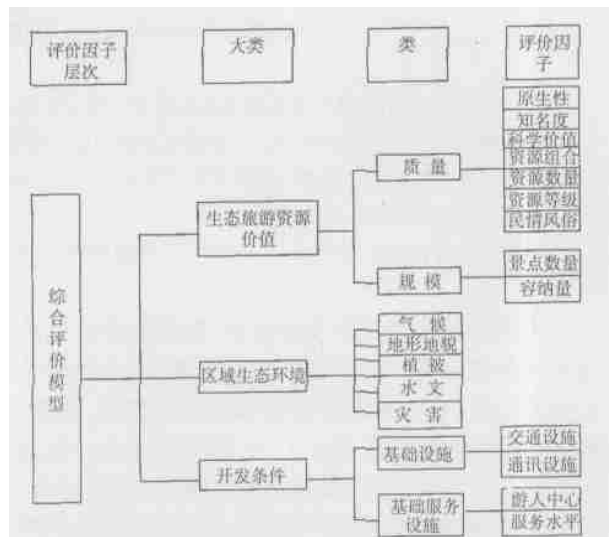 评价因子
层次
大类
类
评价因
子
原生性
知名度
科学价值
资源组合
资源数量
资源等级
民情风俗
质 量
生态旅游资源
价值
规 模
景点数量
容纳量
综合评价模型
气 候
地形地貌
植 被
水 文
灾 害
区域生态环境
开发条件
基础设施
交通设施
通讯设施
基础服务
设施
游人中心
服务水平